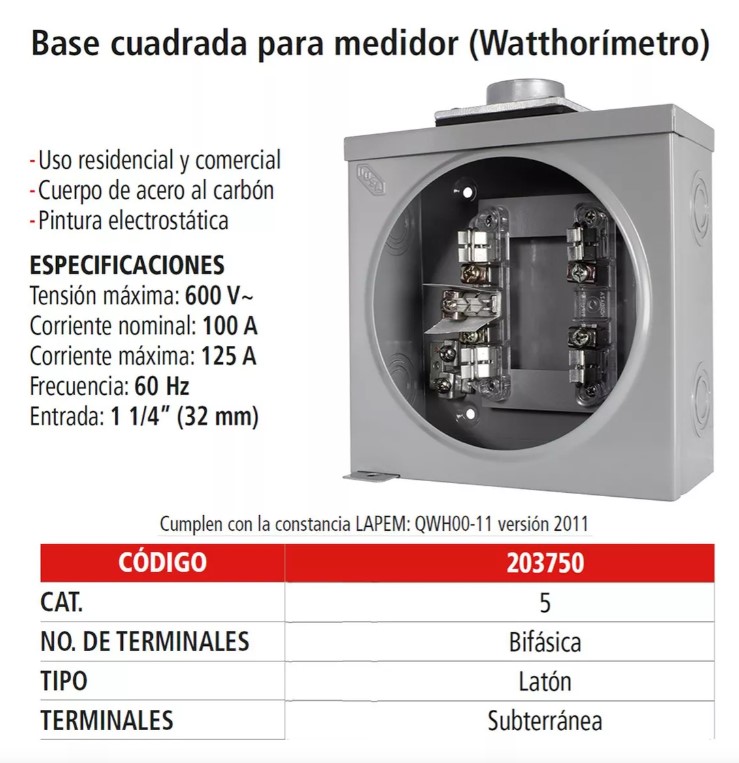 Base cuadrada para medidor (Watthorímetro)
-Uso residencial y comercial
-Cuerpo de acero al carbón
-Pintura electrostática
ESPECIFICACIONES
Tensión máxima: 600 V~
Corriente nominal: 100 A
Corriente máxima: 125 A
Frecuencia: 60 Hz
Entrada: 1 1/4” (32 mm)
Cumplen con la constancia LAPEM: QWH00-11 versión 2011
CÓDIGO 203750
CAT. 5
NO. DE TERMINALES Bifásica
TIPO Latón
TERMINALES Subterránea